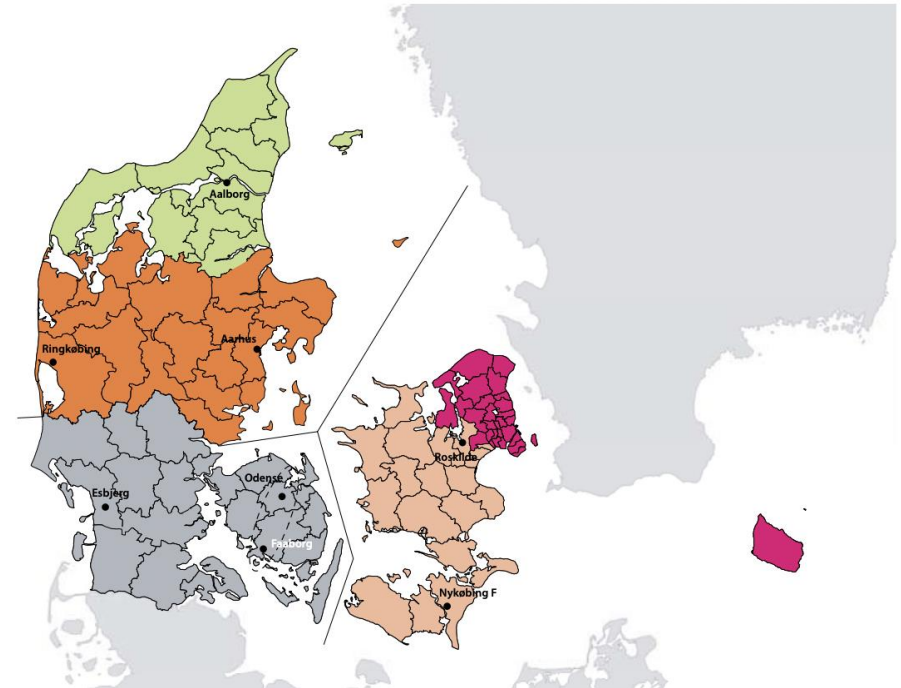 Aalborg
Aarhus
Ringkøbing
Roskilde
Odense
Esbjerg
Faaborg
Nykøbing F